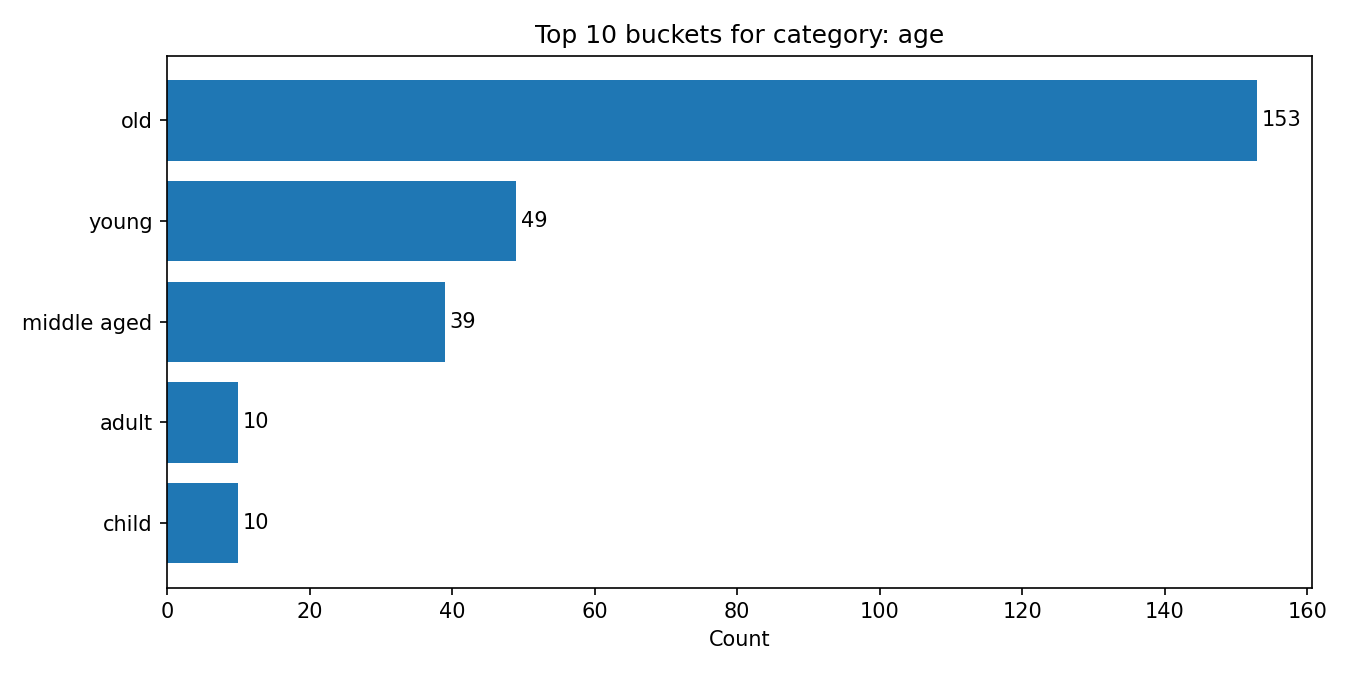 Top 10 buckets for category: age
old
153
young
49
middle aged
39
adult
10
child
10
0 20 40 60 80 100 120 140 160
Count